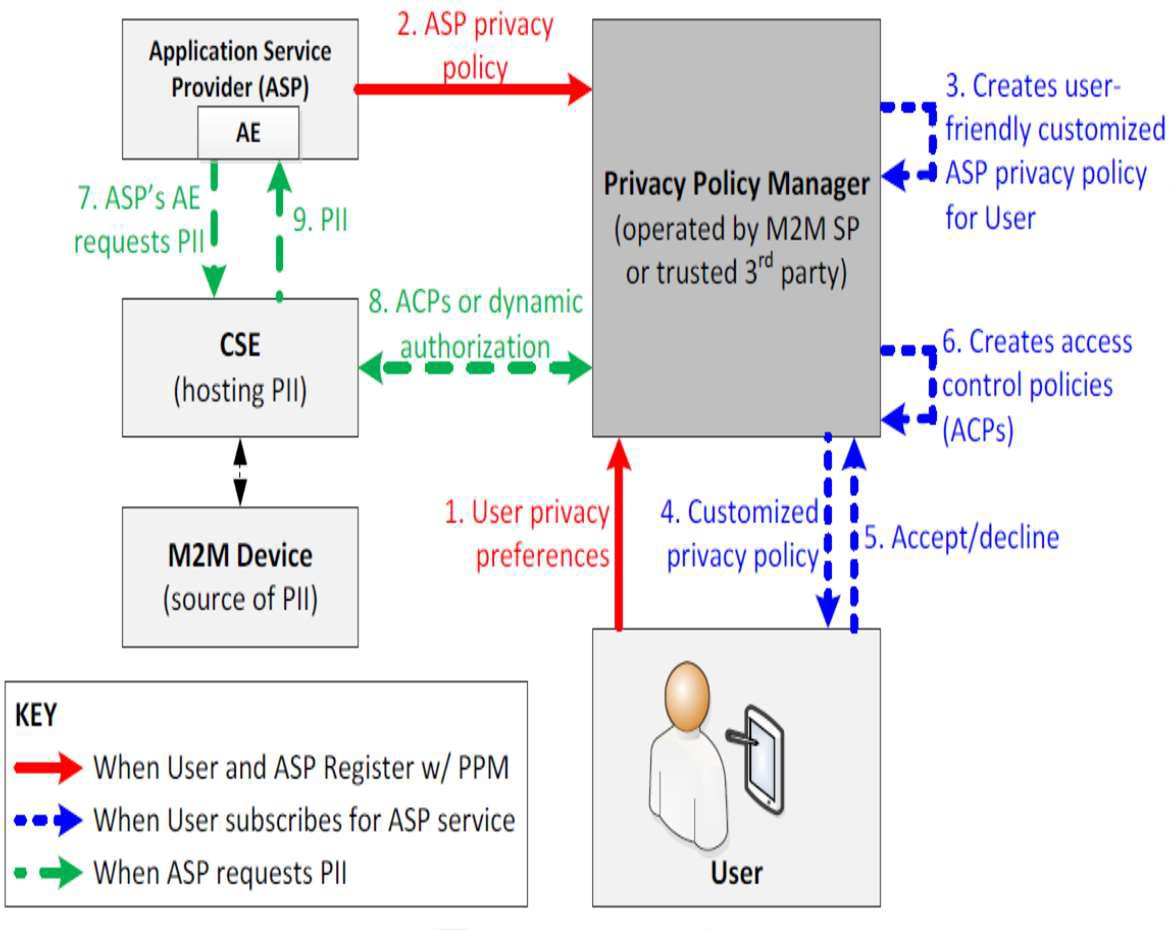 Application Service
Provider (ASP)
AE
2. ASP privacy
policy
Privacy Policy Manager
(operated by M2M SP
or trusted 3rd party)
3. Creates user-
friendly customized
ASP privacy policy
for User
7. ASP's AE
requests PII
9. PII
8. ACPs or dynamic
authorization
CSE
(hosting PII)
6. Creates access
control policies
(ACPs)
M2M Device
(source of PII)
1. User privacy
preferences
4. Customized
privacy policy
5. Accept/decline
User
KEY
When User and ASP Register w/ PPM
When User subscribes for ASP service
When ASP requests PII